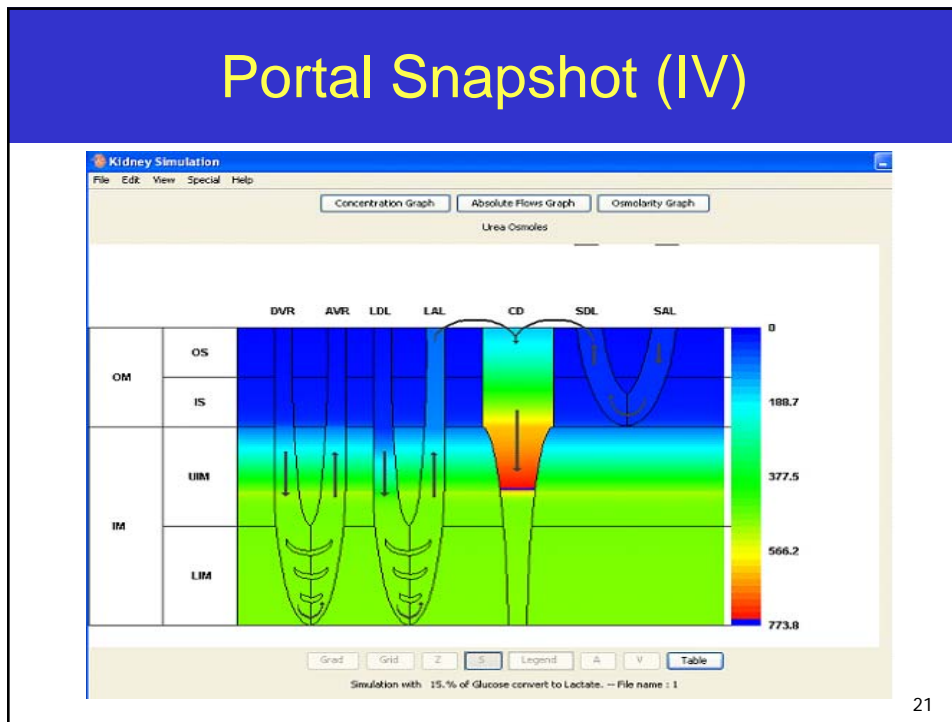 Portal Snapshot (IV)
Kidney Simulation
File Edit View Special Help
Concentration Graph Absolute Flows Graph Osmolarity Graph
Urea Osmoles
DVR AVR LDL LAL CD SDL SAL
OM
OS
IS
IM
UIM
LIM
0
188.7
377.5
566.2
773.8
Grad Grid Z S Legend A V Table
Simulation with 15.% of Glucose convert to Lactate. -- File name : 1
21